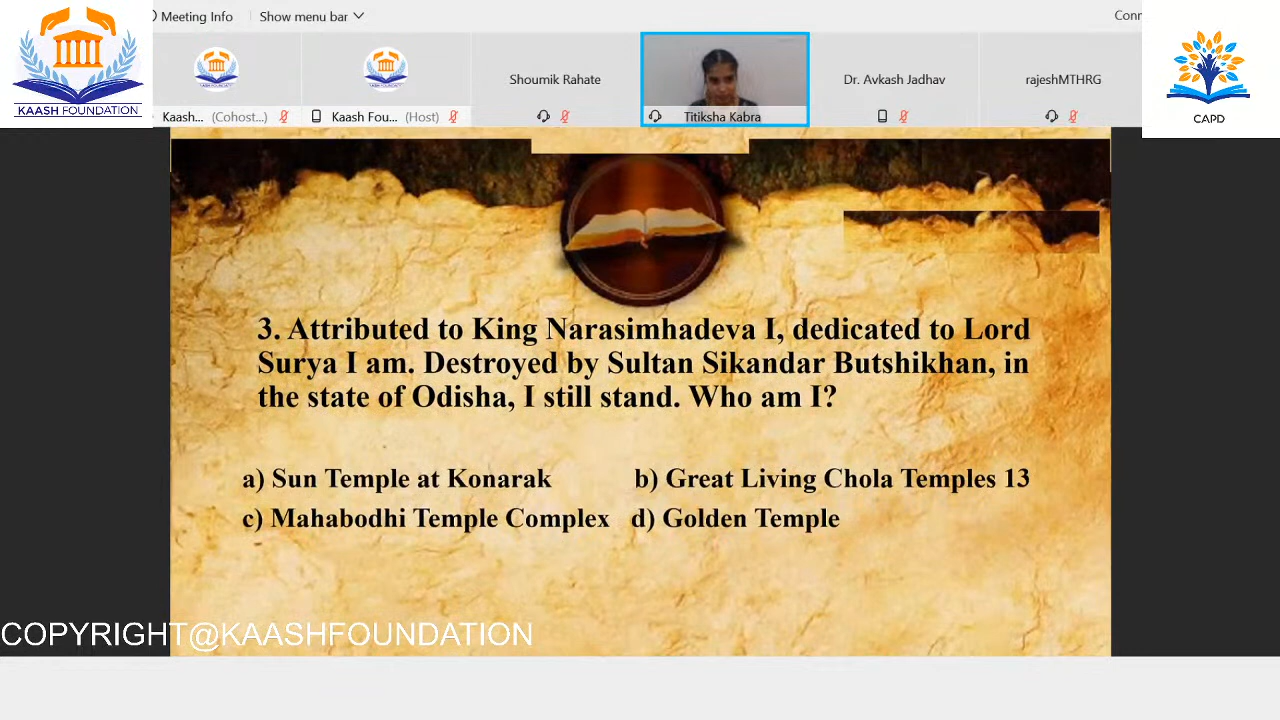 Meeting Info
Show menu bar
Conn
KAASH FOUNDATION
CAPD
Kaash... (Cohost...)
Kaash Fou... (Host)
Shoumik Rahate
Titiksha Kabra
Dr. Avkash Jadhav
rajeshMTHRG
3. Attributed to King Narasimhadeva I, dedicated to Lord
Surya I am. Destroyed by Sultan Sikandar Butshikhan, in
the state of Odisha, I still stand. Who am I?
a) Sun Temple at Konarak b) Great Living Chola Temples 13
c) Mahabodhi Temple Complex d) Golden Temple
COPYRIGHT@KAASHFOUNDATION